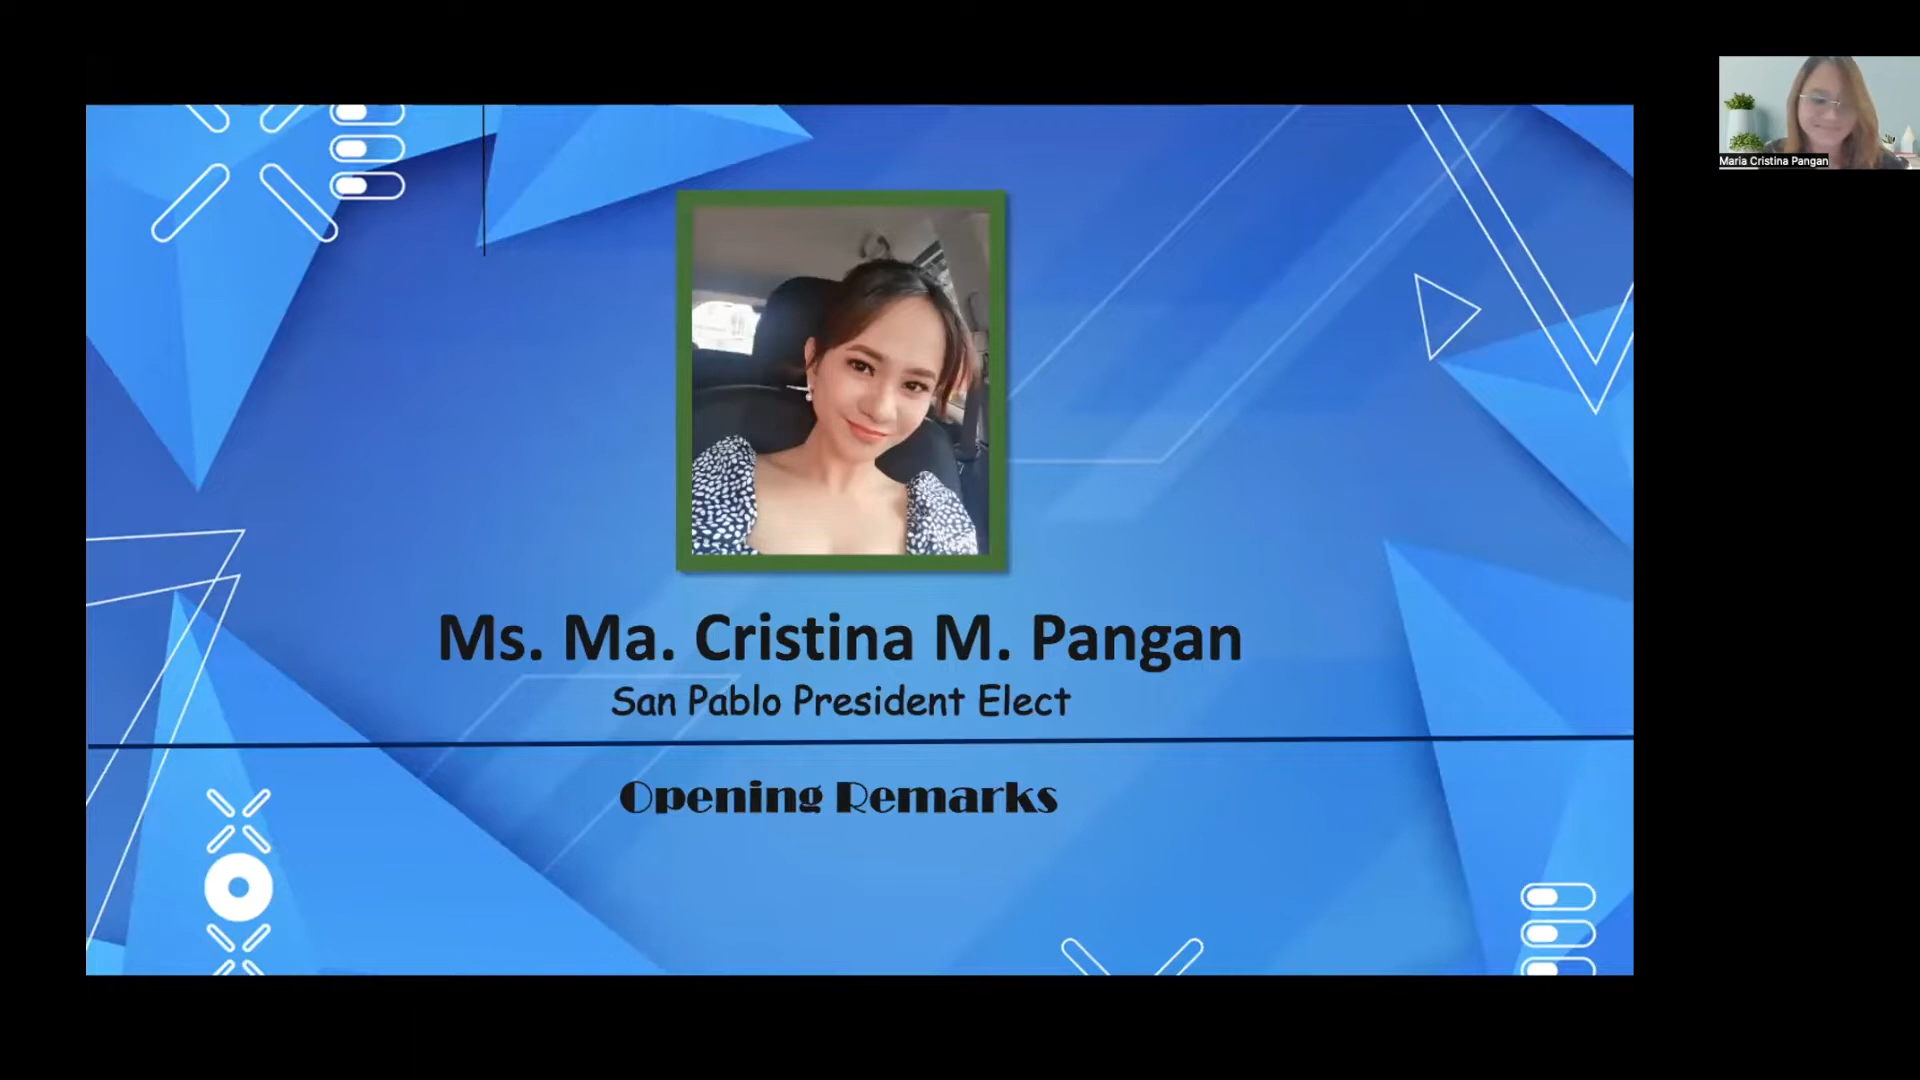 Ms. Ma. Cristina M. Pangan
San Pablo President Elect
Opening Remarks
Maria Cristina Pangan